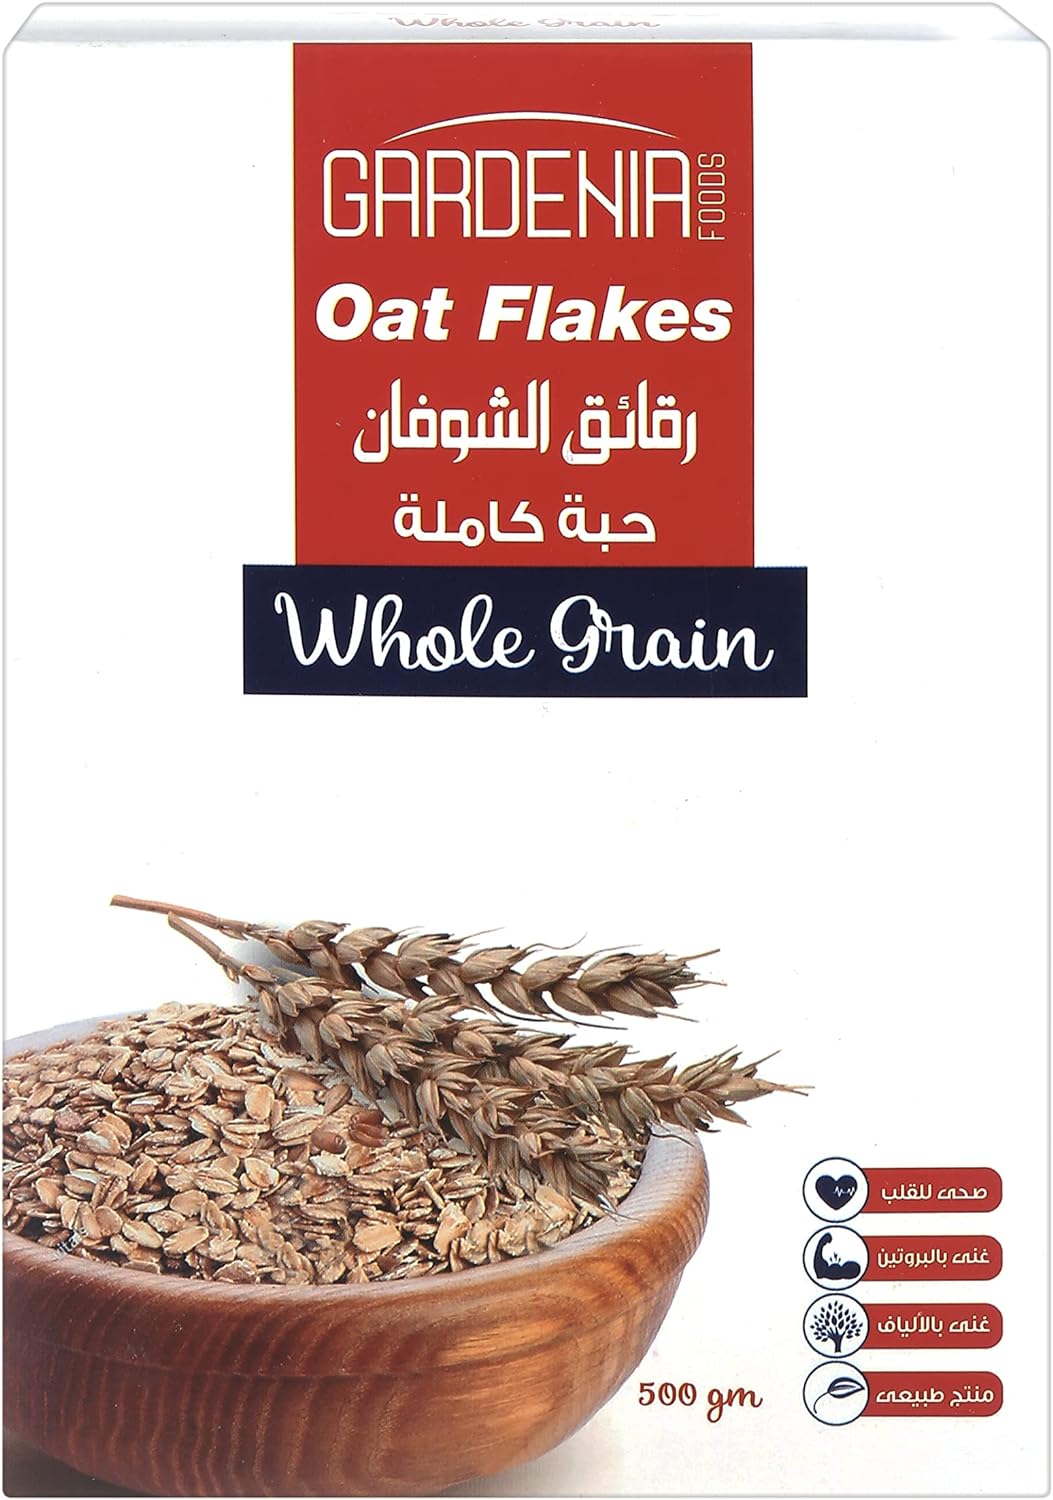 Whole Grain
GARDENIA FOODS
Oat Flakes
رقائق الشوفان
حبة كاملة
Whole Grain
صحى للقلب
غنى بالبروتين
غنى بالألياف
منتج طبيعى
500 gm